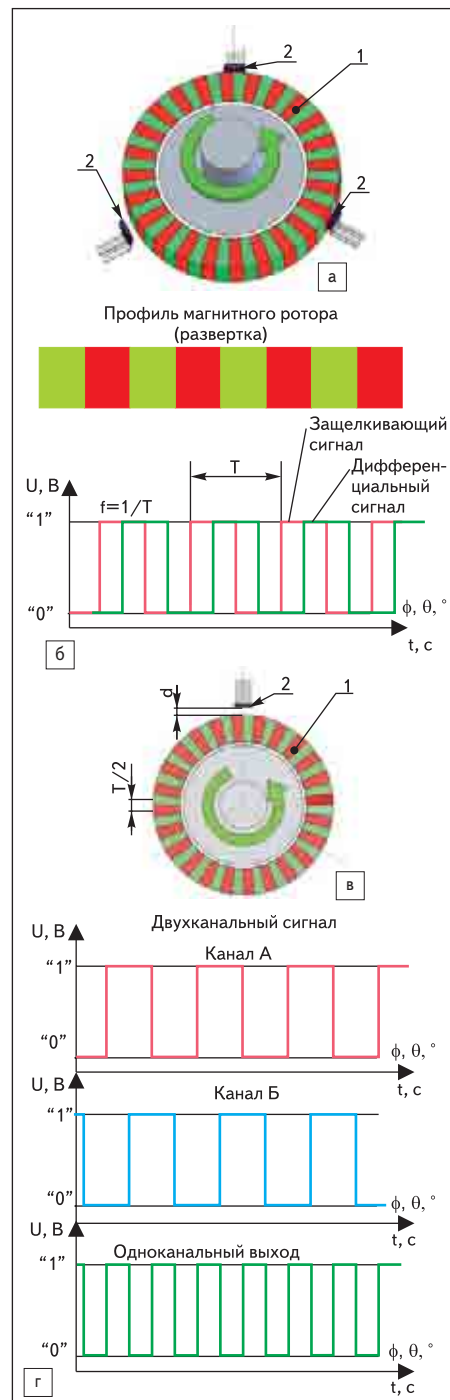 2
1
2
2
а
Профиль магнитного ротора
(развертка)
Защелкивающий
сигнал
Дифферен-
циальный
сигнал
T
U, В
f=1/T
“1”
“0”
ϕ, θ, °
t, с
б
d
2
1
T/2
в
Двухканальный сигнал
U, В
Канал А
“1”
“0”
ϕ, θ, °
t, с
U, В
Канал Б
“1”
“0”
ϕ, θ, °
t, с
U, В
Одноканальный выход
“1”
“0”
ϕ, θ, °
t, с
г